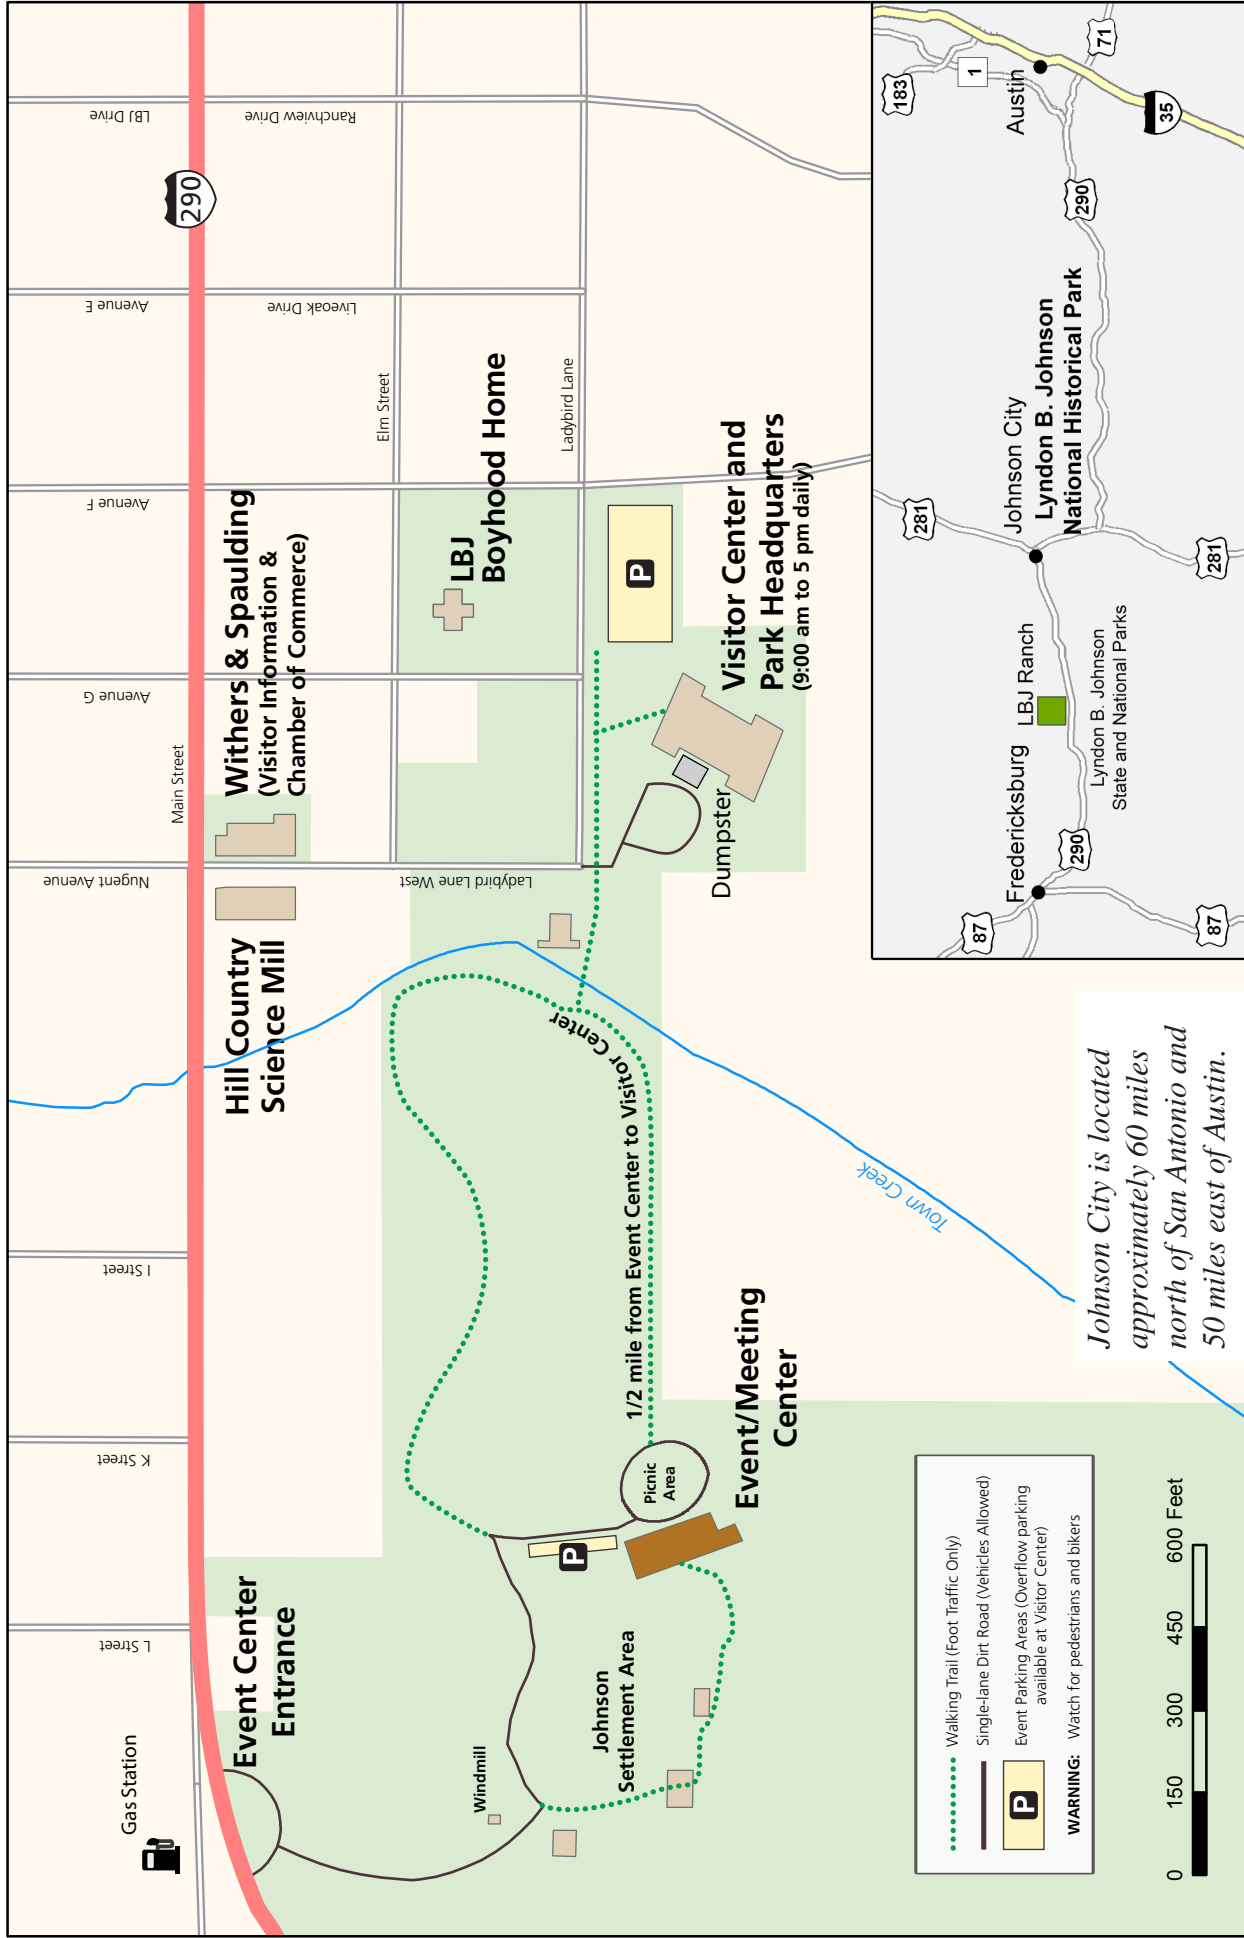 Gas Station
L Street
K Street
I Street
Nugent Avenue
Avenue G
Avenue F
Avenue E
LBJ Drive
Main Street
290
Event Center
Entrance
Hill Country
Science Mill
Withers & Spaulding
(Visitor Information &
Chamber of Commerce)
Liveoak Drive
Ranchview Drive
Elm Street
Ladybird Lane West
LBJ
Boyhood Home
Ladybird Lane
Windmill
Johnson
Settlement Area
P
Picnic
Area
1/2 mile from Event Center to Visitor Center
P
Event/Meeting
Center
Dumpster
Visitor Center and
Park Headquarters
(9:00 am to 5 pm daily)
Town Creek
Walking Trail (Foot Traffic Only)
Single-lane Dirt Road (Vehicles Allowed)
P
Event Parking Areas (Overflow parking
available at Visitor Center)
WARNING: Watch for pedestrians and bikers
0 150 300 450 600 Feet
Johnson City is located
approximately 60 miles
north of San Antonio and
50 miles east of Austin.
87
281
183
1
71
Fredericksburg
LBJ Ranch
Johnson City
Lyndon B. Johnson
National Historical Park
Austin
290
290
35
Lyndon B. Johnson
State and National Parks
87
281